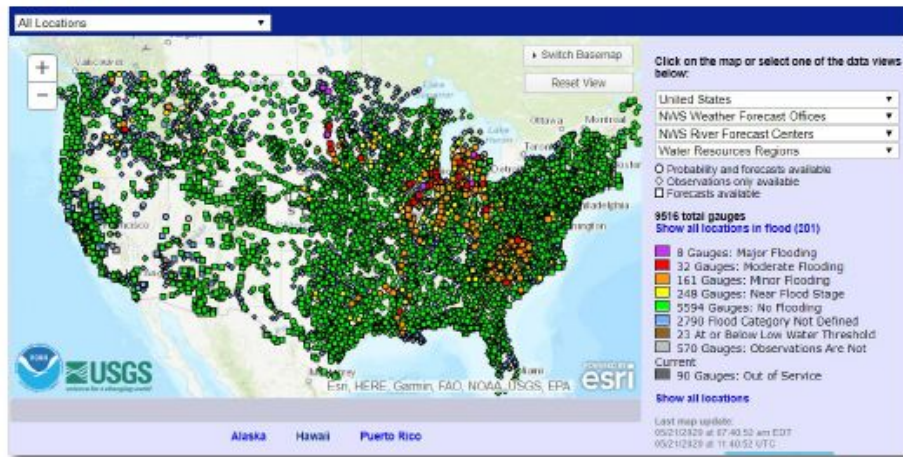 All Locations
Switch Basemap
Reset View
+
−
Vancouver
Ottawa
Montreal
Toronto
Detroit
Philadelphia
Monterrey
Miami
NOAA
USGS
Esri, HERE, Garmin, FAO, NOAA, USGS, EPA
POWERED BY
esri
Alaska Hawaii Puerto Rico
Click on the map or select one of the data views
below:
United States
NWS Weather Forecast Offices
NWS River Forecast Centers
Water Resources Regions
Probability and forecasts available
Observations only available
Forecasts available
9516 total gauges
Show all locations in flood (201)
8 Gauges: Major Flooding
32 Gauges: Moderate Flooding
161 Gauges: Minor Flooding
248 Gauges: Near Flood Stage
5594 Gauges: No Flooding
2790 Flood Category Not Defined
23 At or Below Low Water Threshold
570 Gauges: Observations Are Not
Current
90 Gauges: Out of Service
Show all locations
Last map update:
05/21/2020 at 07:40:52 am EDT
05/21/2020 at 11:40:52 UTC